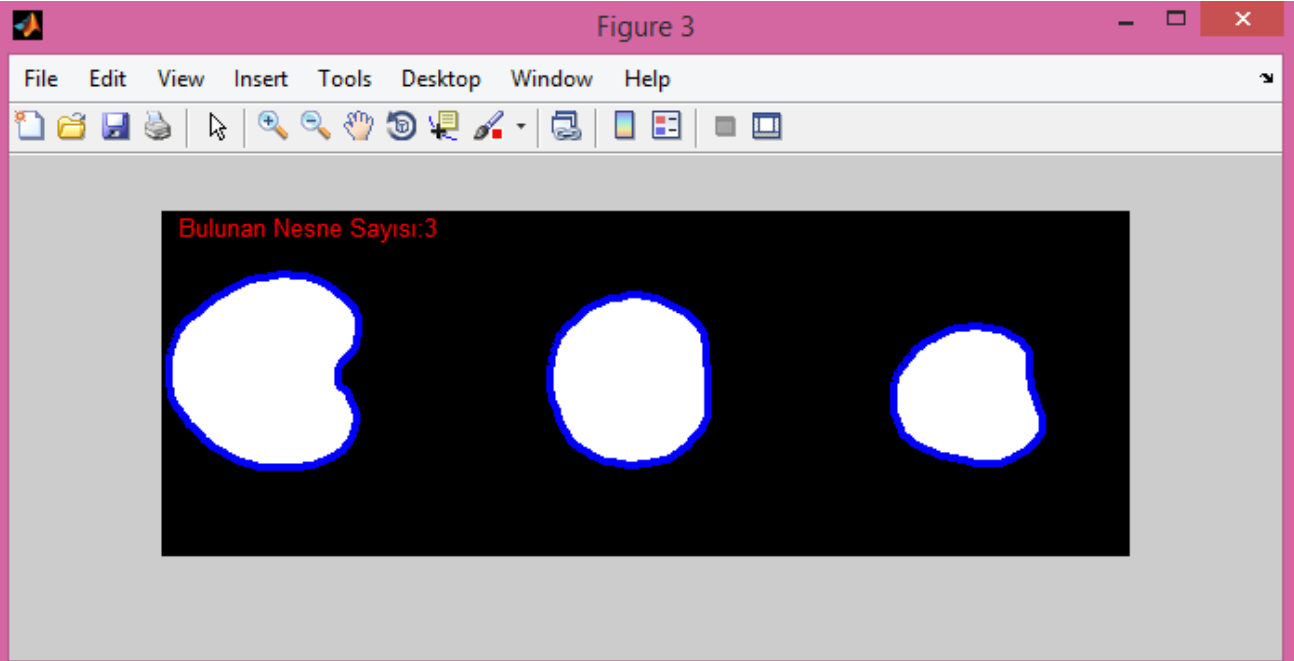 Figure 3
File Edit View Insert Tools Desktop Window Help
Bulunan Nesne Sayısı:3